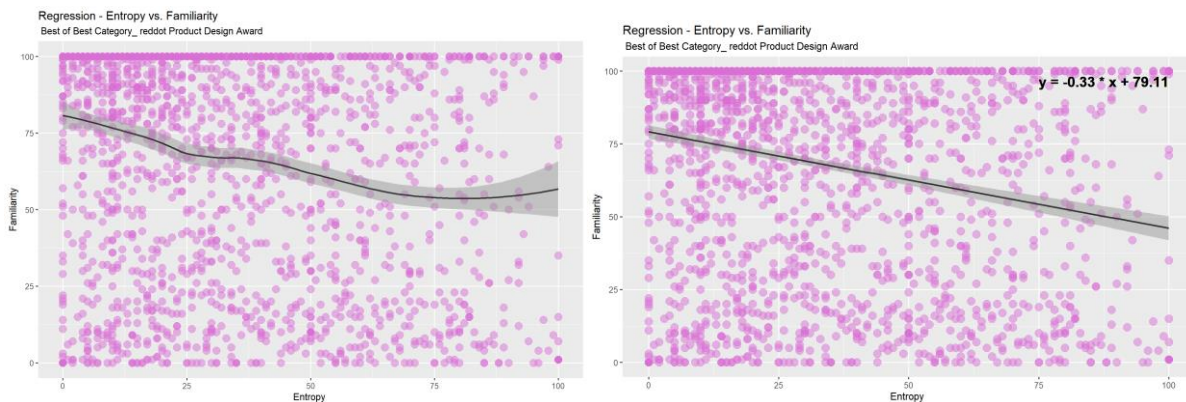 Regression - Entropy vs. Familiarity
Best of Best Category_ reddot Product Design Award
100
75
50
25
0
Familiarity
0 25 50 75 100
Entropy
Regression - Entropy vs. Familiarity
Best of Best Category_ reddot Product Design Award
y = -0.33 * x + 79.11
100
75
50
25
0
Familiarity
0 25 50 75 100
Entropy